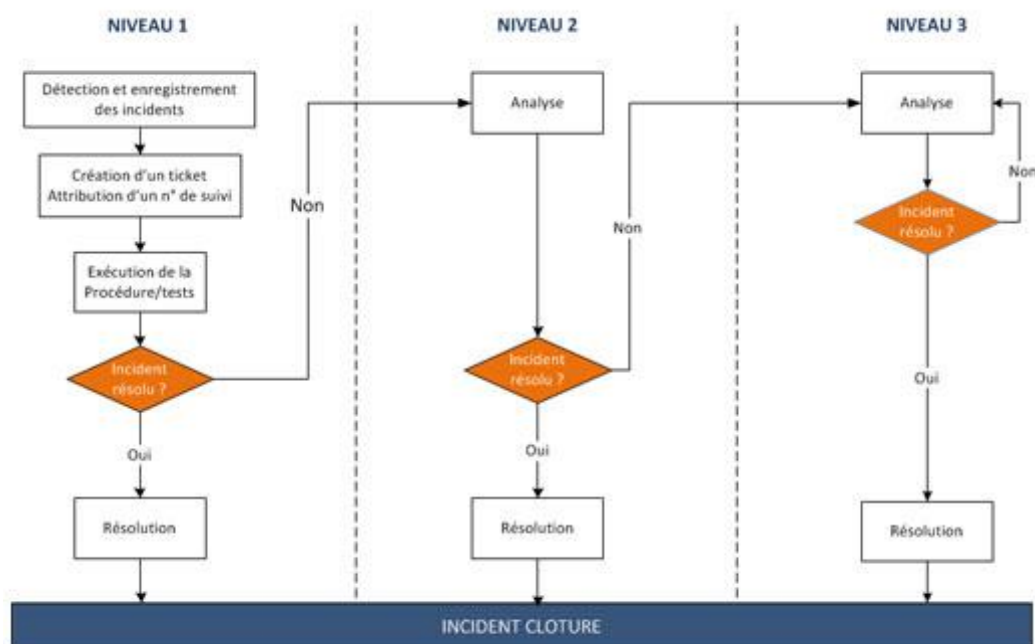 NIVEAU 1
Détection et enregistrement
des incidents
Création d'un ticket
Attribution d'un n° de suivi
Exécution de la
Procédure/tests
Incident
résolu ?
Non
Oui
Résolution
NIVEAU 2
Analyse
Incident
résolu ?
Non
Oui
Résolution
NIVEAU 3
Analyse
Non
Incident
résolu ?
Oui
Résolution
INCIDENT CLOTURE